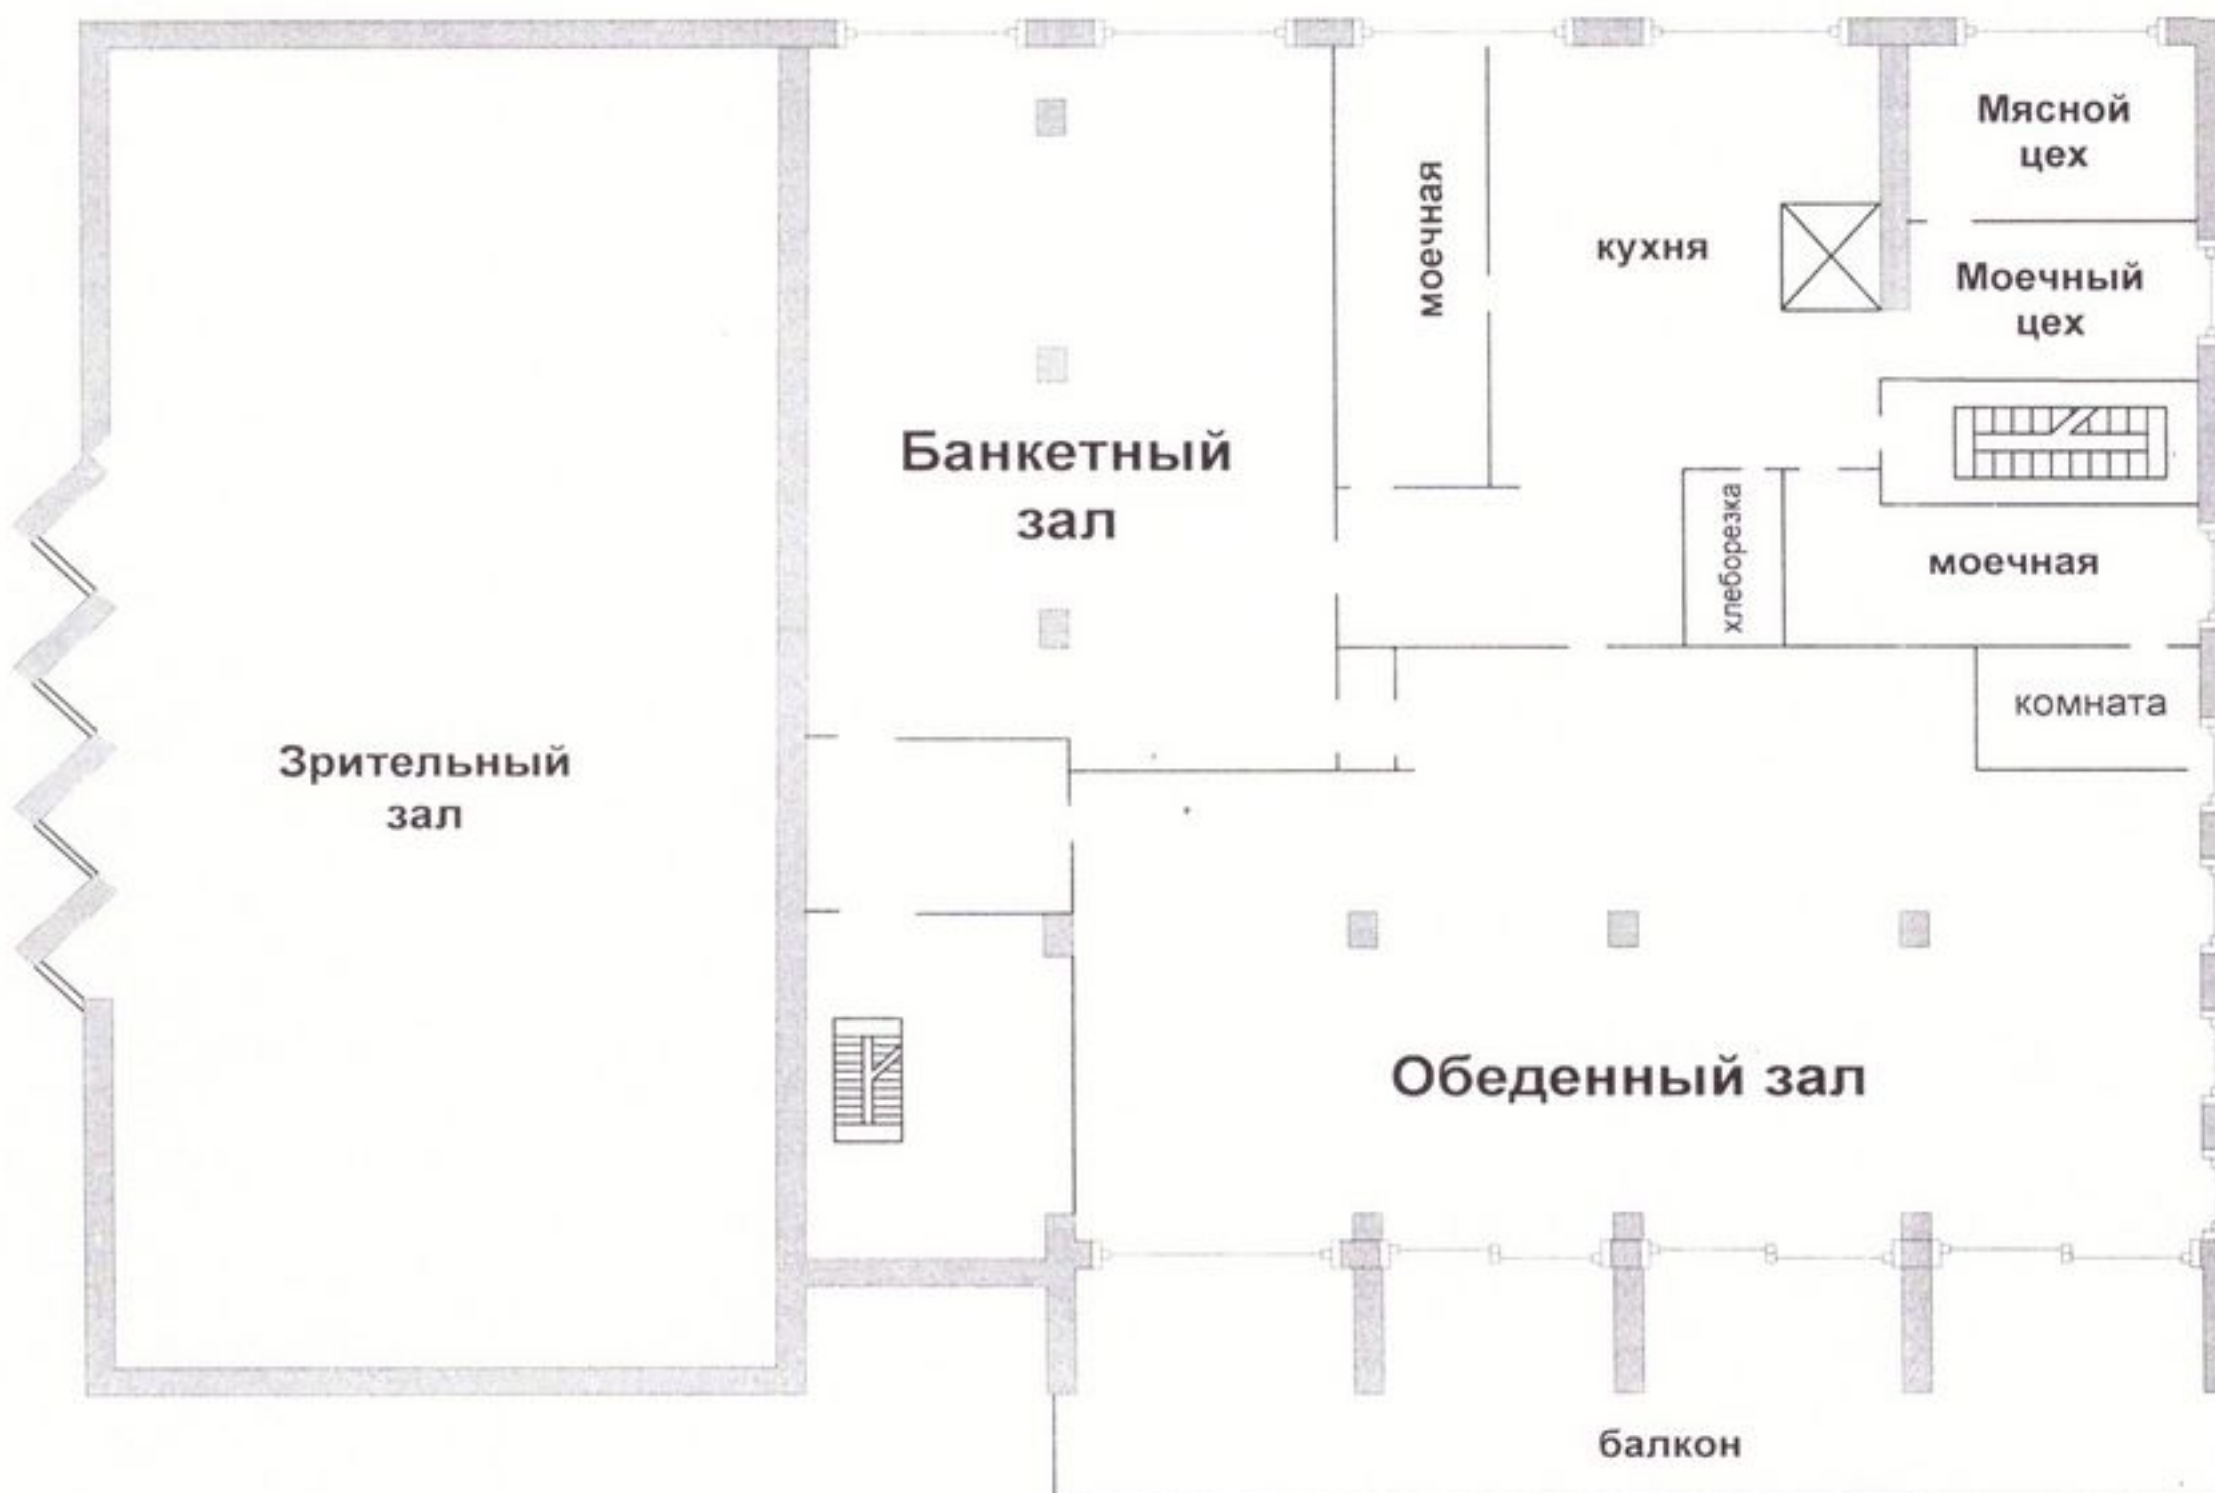 Мясной
цех
моечная
кухня
Моечный
цех
Банкетный
зал
хлеборезка
моечная
комната
Зрительный
зал
Обеденный зал
балкон